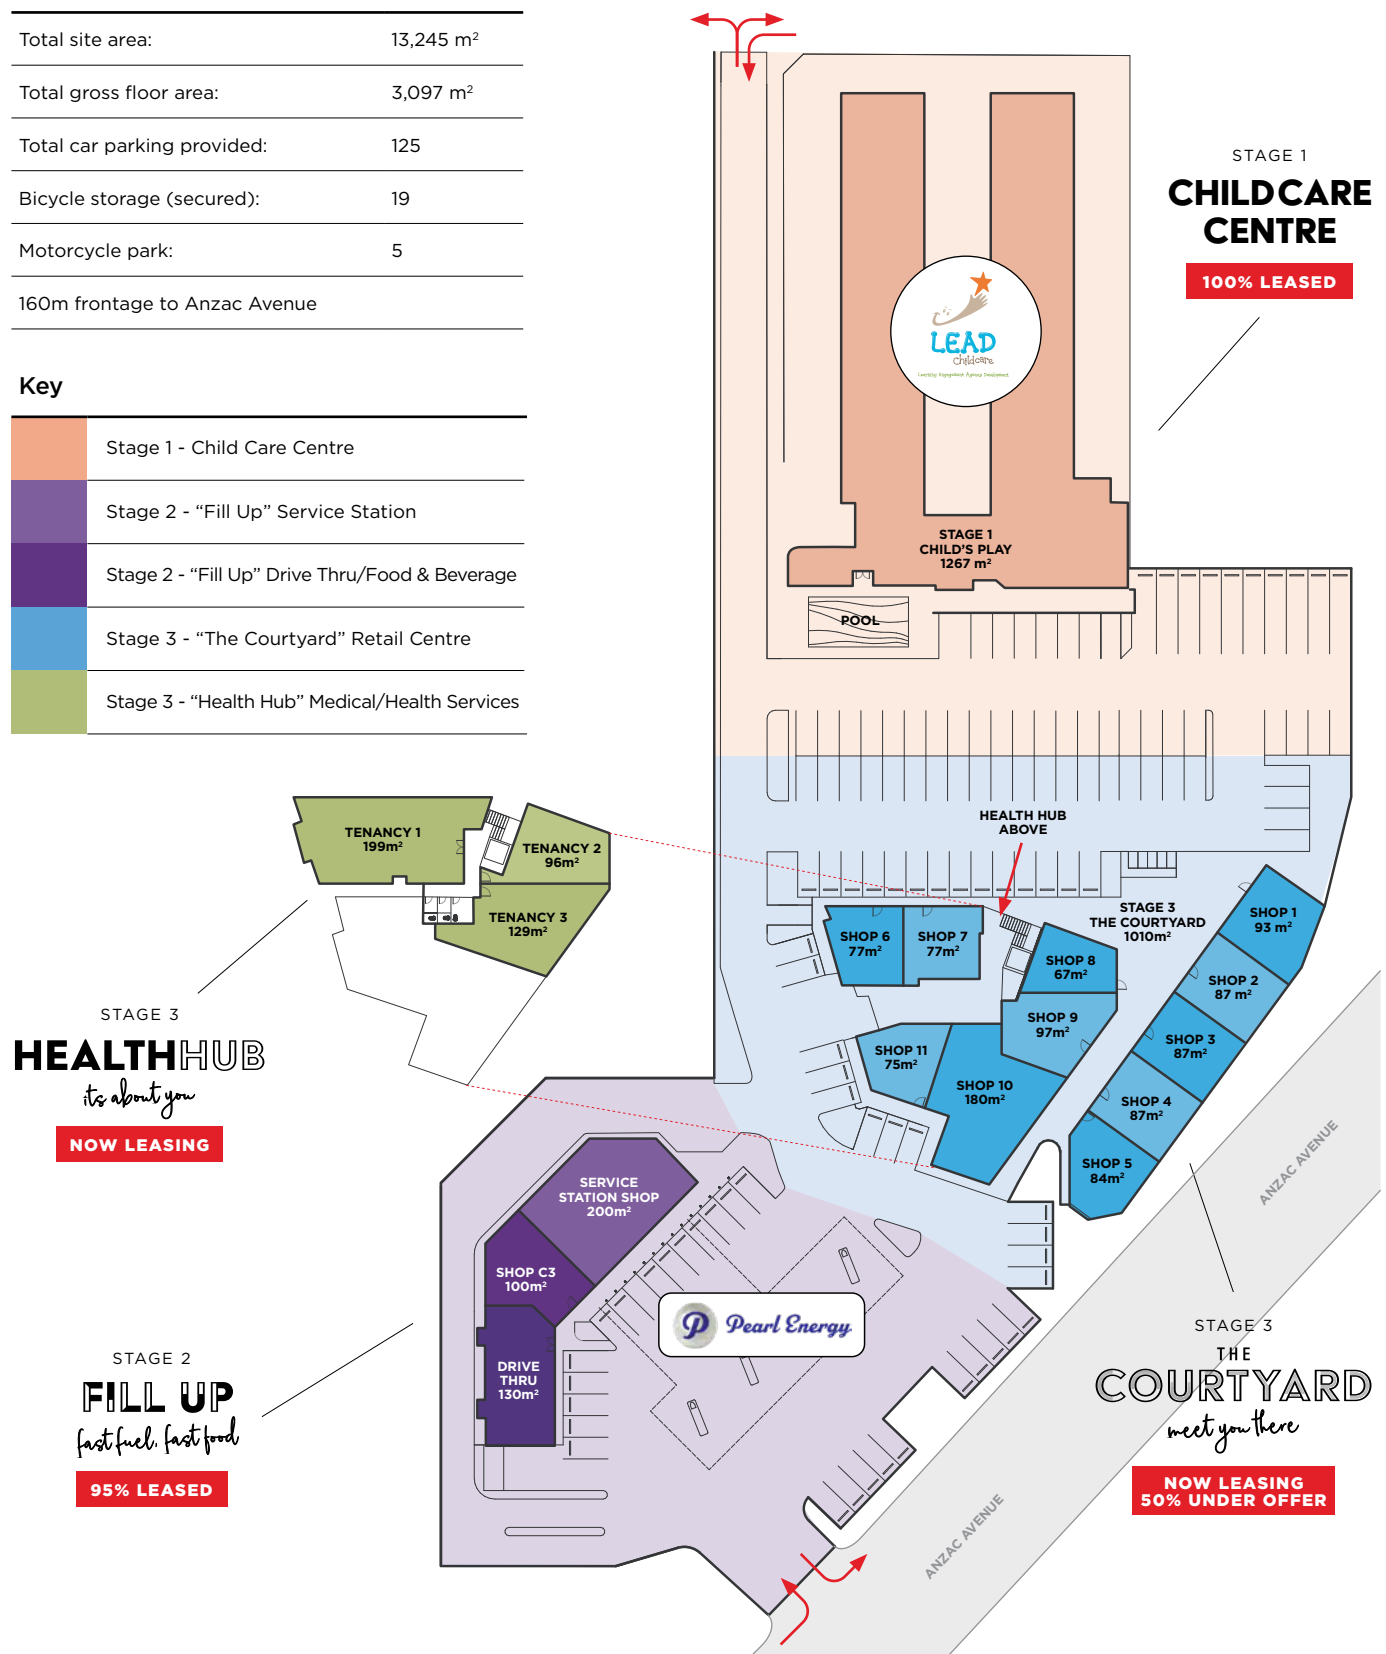 Total site area: 13,245 m²
Total gross floor area: 3,097 m²
Total car parking provided: 125
Bicycle storage (secured): 19
Motorcycle park: 5
160m frontage to Anzac Avenue
Key
Stage 1 - Child Care Centre
Stage 2 - “Fill Up” Service Station
Stage 2 - “Fill Up” Drive Thru/Food & Beverage
Stage 3 - “The Courtyard” Retail Centre
Stage 3 - “Health Hub” Medical/Health Services
STAGE 1
CHILDCARE
CENTRE
100% LEASED
LEAD
Childcare
Learning Engagement Agency Development
STAGE 1
CHILD’S PLAY
1267 m²
POOL
HEALTH HUB
ABOVE
TENANCY 1
199m²
TENANCY 2
96m²
TENANCY 3
129m²
STAGE 3
HEALTHHUB
its about you
NOW LEASING
STAGE 3
THE COURTYARD
1010m²
SHOP 1
93 m²
SHOP 2
87 m²
SHOP 3
87m²
SHOP 4
87m²
SHOP 5
84m²
SHOP 6
77m²
SHOP 7
77m²
SHOP 8
67m²
SHOP 9
97m²
SHOP 10
180m²
SHOP 11
75m²
SERVICE
STATION SHOP
200m²
SHOP C3
100m²
DRIVE
THRU
130m²
P Pearl Energy
STAGE 2
FILL UP
fast fuel, fast food
95% LEASED
ANZAC AVENUE
STAGE 3
THE
COURTYARD
meet you there
NOW LEASING
50% UNDER OFFER
ANZAC AVENUE